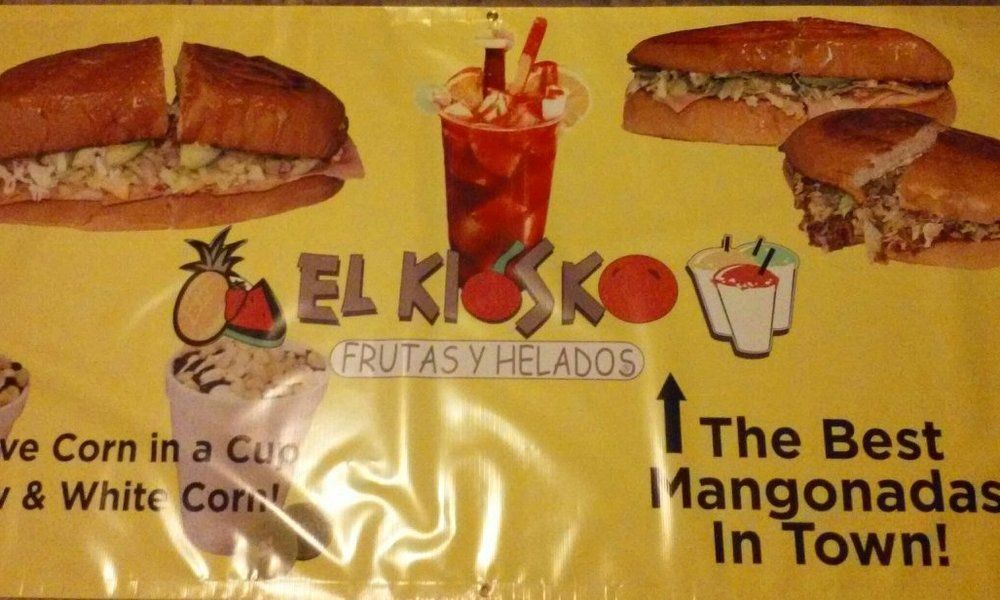 EL KIOSKO
FRUTAS Y HELADOS
ve Corn in a Cup
& White Corn!
The Best
Mangonadas
In Town!